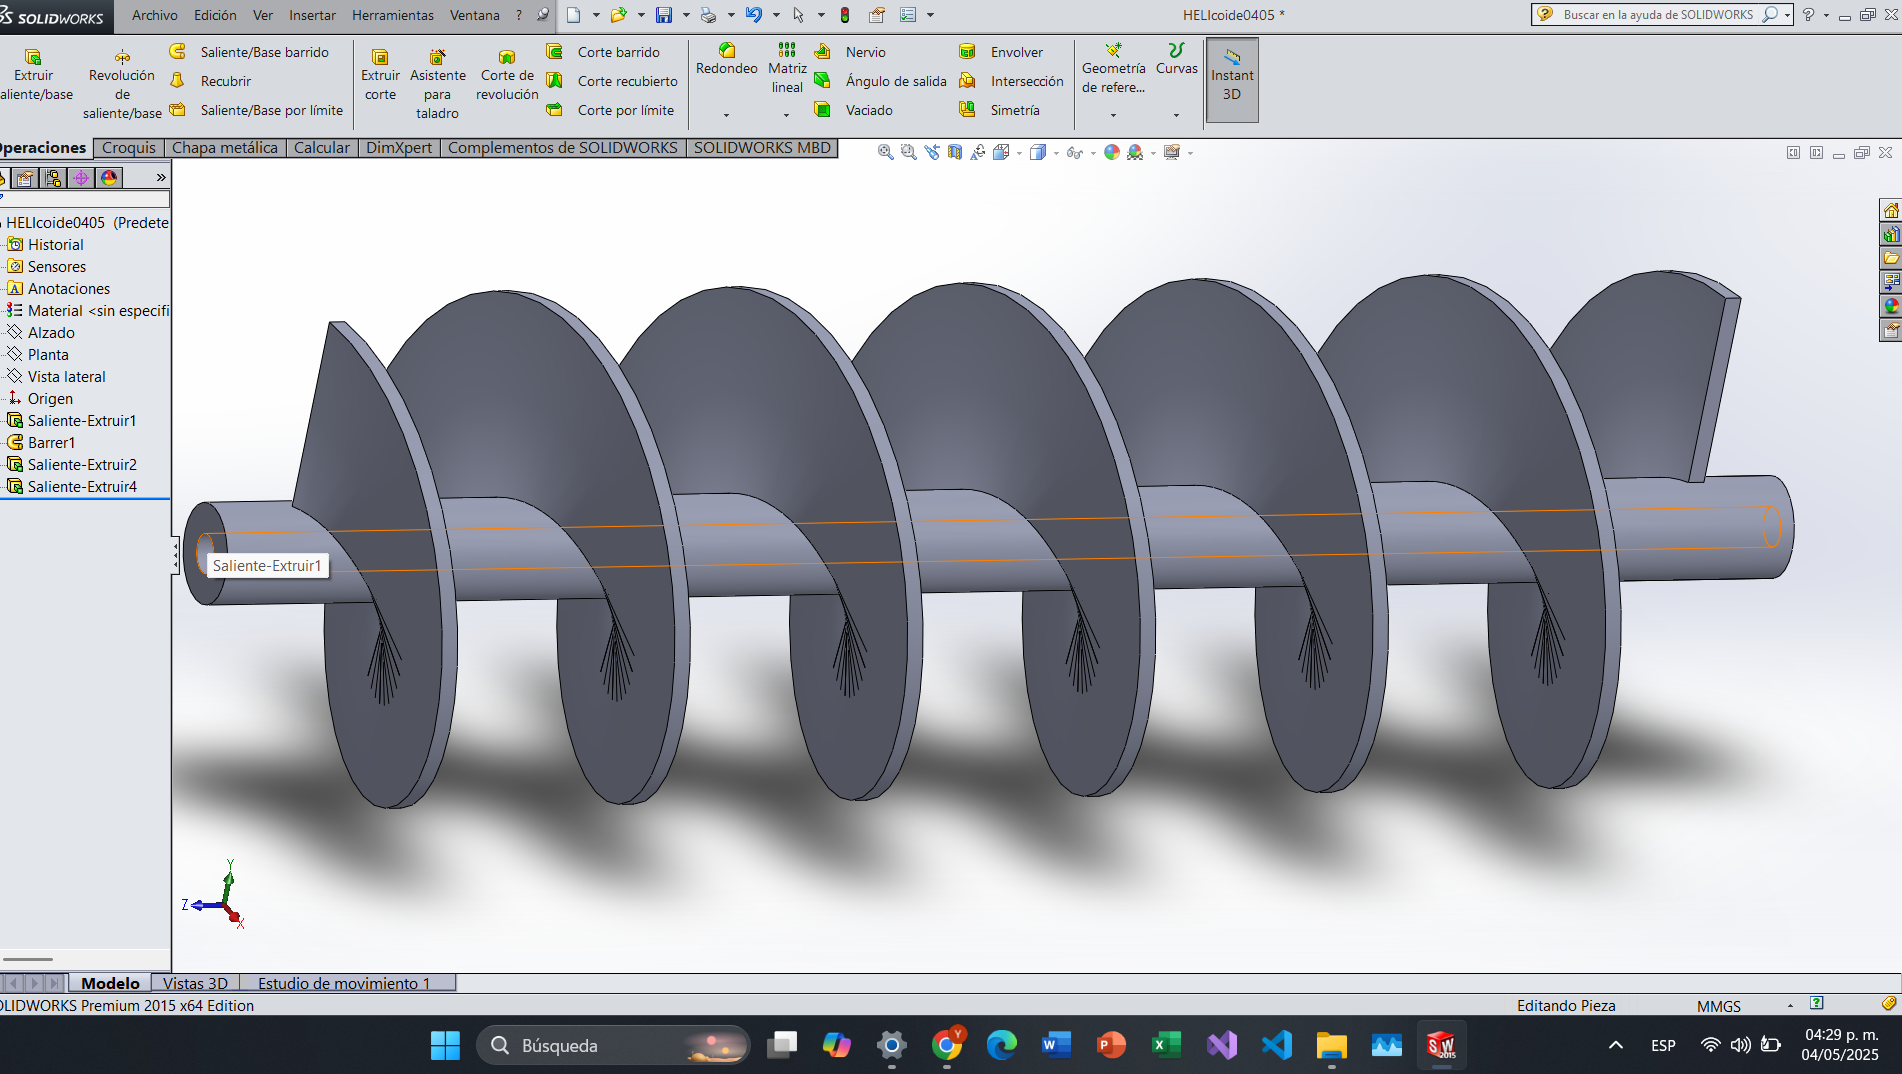 SOLIDWORKS
Archivo Edición Ver Insertar Herramientas Ventana ?
HELIcoide0405 *
Buscar en la ayuda de SOLIDWORKS
Extruir
aliente/base
Revolución
de
saliente/base
Saliente/Base barrido
Recubrir
Saliente/Base por límite
Extruir
corte
Asistente
para
taladro
Corte de
revolución
Corte barrido
Corte recubierto
Corte por límite
Redondeo
Matriz
lineal
Nervio
Ángulo de salida
Vaciado
Envolver
Intersección
Simetría
Geometría
de refere...
Curvas
Instant
3D
Operaciones Croquis Chapa metálica Calcular DimXpert Complementos de SOLIDWORKS SOLIDWORKS MBD
»
HELIcoide0405 (Predete
Historial
Sensores
Anotaciones
Material <sin especifi
Alzado
Planta
Vista lateral
Origen
Saliente-Extruir1
Barrer1
Saliente-Extruir2
Saliente-Extruir4
Saliente-Extruir1
Y
Z
X
Modelo Vistas 3D Estudio de movimiento 1
OLIDWORKS Premium 2015 x64 Edition
Editando Pieza
MMGS
Búsqueda
ESP
04:29 p. m.
04/05/2025